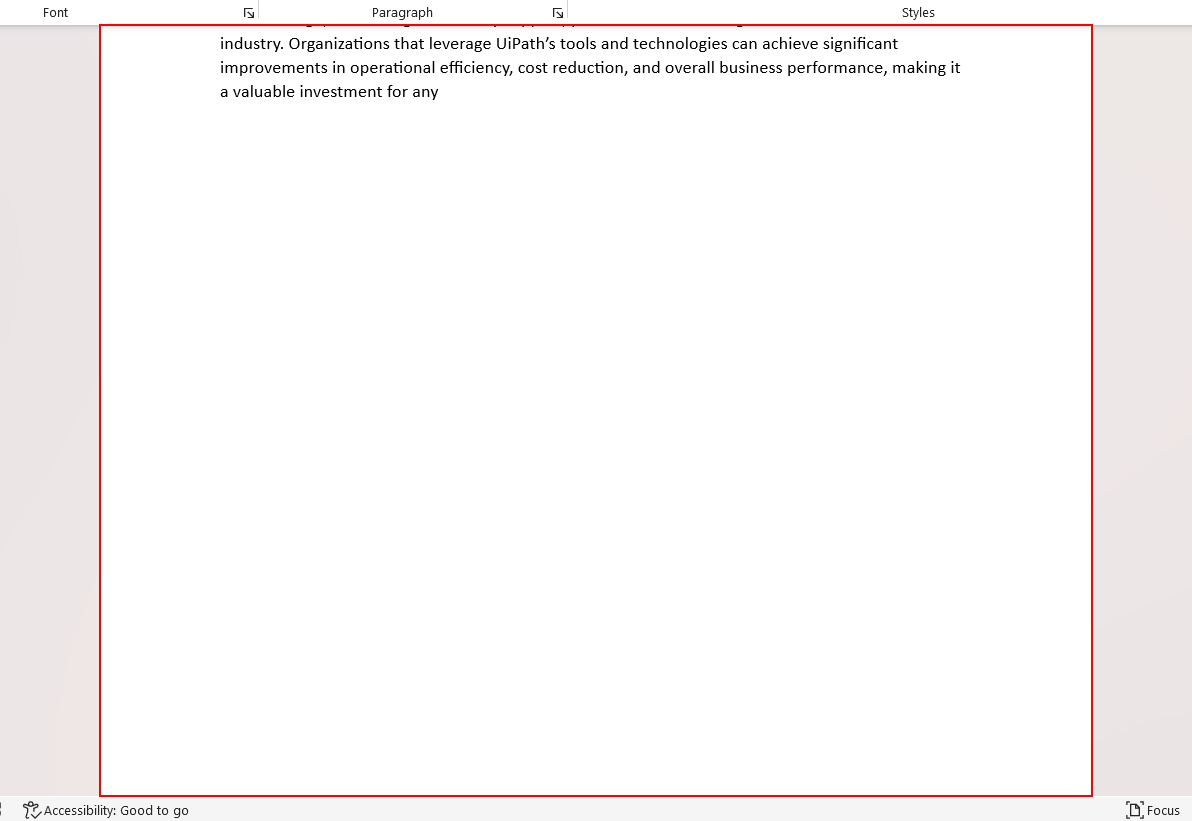 Font
Paragraph
Styles
industry. Organizations that leverage UiPath’s tools and technologies can achieve significant
improvements in operational efficiency, cost reduction, and overall business performance, making it
a valuable investment for any
Accessibility: Good to go
Focus